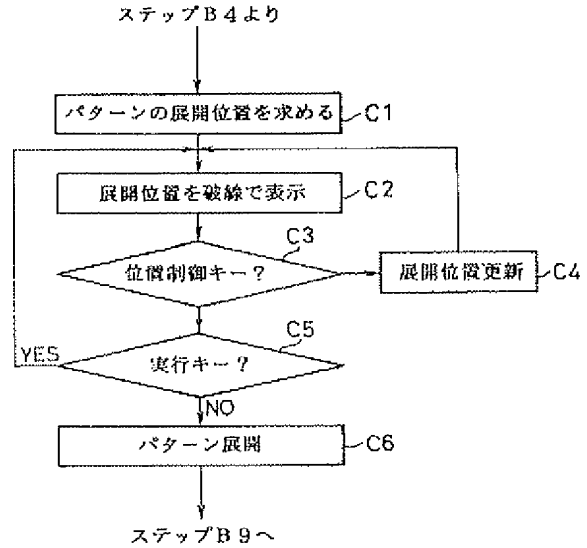 ステップB4より
パターンの展開位置を求める C1
展開位置を破線で表示 C2
C3
位置制御キー？
展開位置更新 C4
C5
YES
実行キー？
NO
パターン展開 C6
ステップB9へ